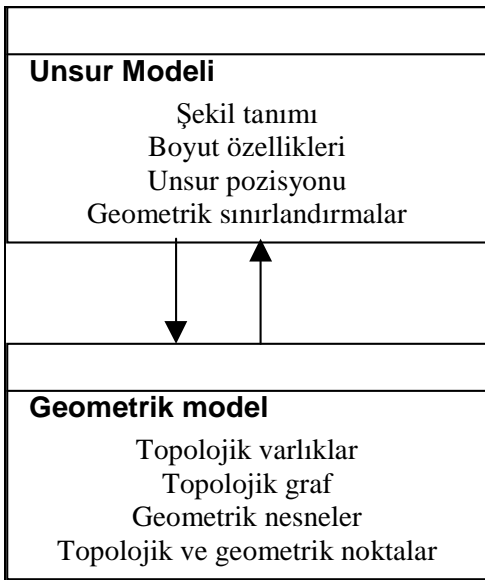 Unsur Modeli
Şekil tanımı
Boyut özellikleri
Unsur pozisyonu
Geometrik sınırlandırmalar
Geometrik model
Topolojik varlıklar
Topolojik graf
Geometrik nesneler
Topolojik ve geometrik noktalar